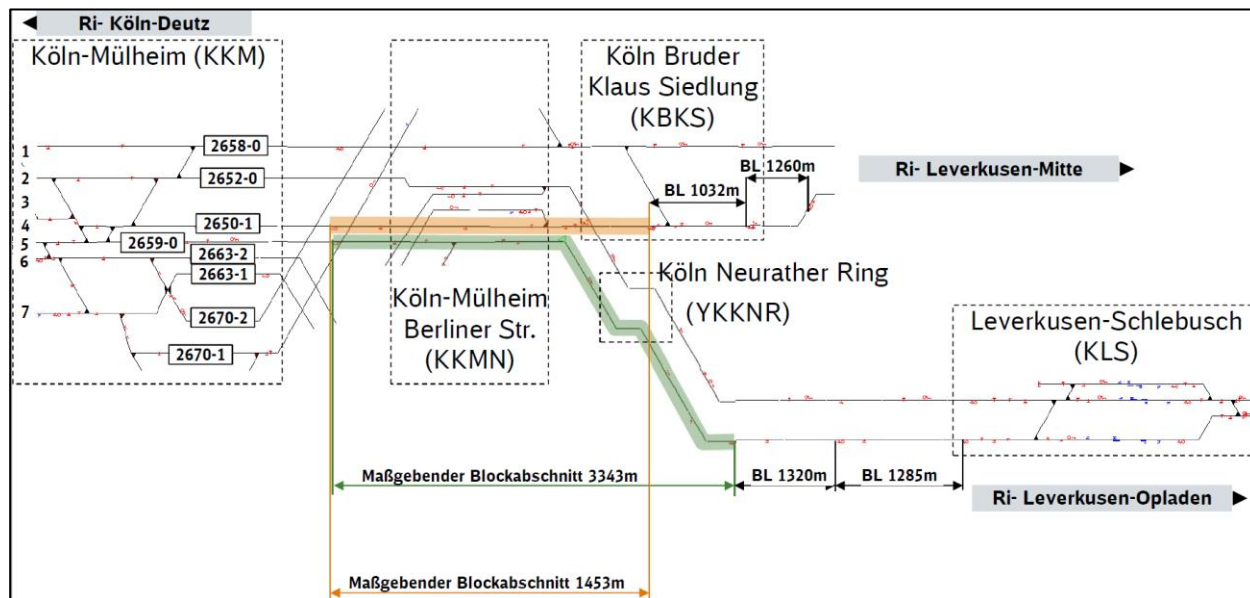 Ri- Köln-Deutz
Köln-Mülheim (KKM)
Köln Bruder
Klaus Siedlung
(KBKS)
1
2658-0
BL 1260m
Ri- Leverkusen-Mitte
2
2652-0
BL 1032m
3
4
2650-1
5
2659-0
6
2663-2
2663-1
Köln Neurather Ring
(YKKNR)
Köln-Mülheim
Berliner Str.
(KKMN)
7
2670-2
2670-1
Leverkusen-Schlebusch
(KLS)
Maßgebender Blockabschnitt 3343m
BL 1320m
BL 1285m
Ri- Leverkusen-Opladen
Maßgebender Blockabschnitt 1453m